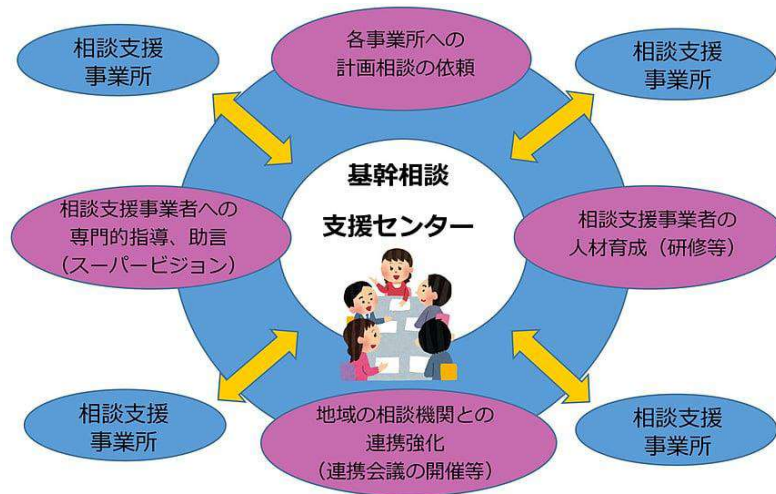 相談支援
事業所
各事業所への
計画相談の依頼
相談支援
事業所
基幹相談
支援センター
相談支援事業者への
専門的指導、助言
（スーパービジョン）
相談支援事業者の
人材育成（研修等）
相談支援
事業所
地域の相談機関との
連携強化
（連携会議の開催等）
相談支援
事業所